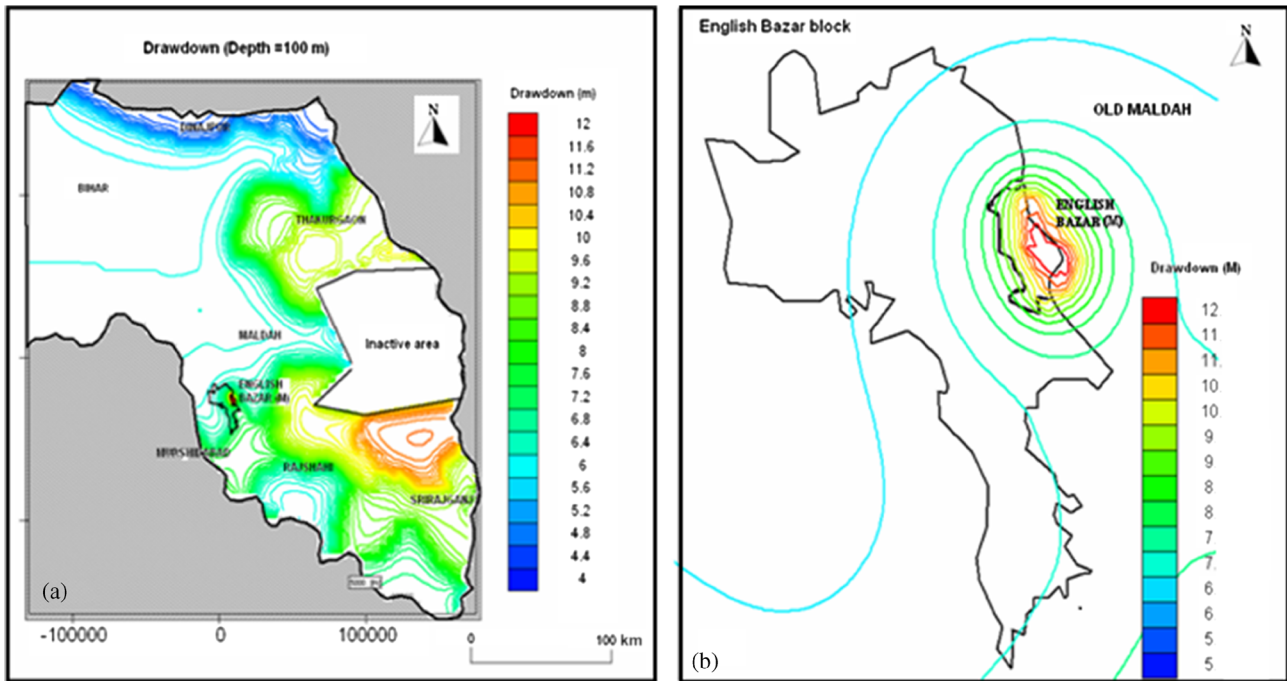 Drawdown (Depth =100 m)
N
Drawdown (m)
12
11.6
11.2
10.8
10.4
10
9.6
9.2
8.8
8.4
8
7.6
7.2
6.8
6.4
6
5.6
5.2
4.8
4.4
4
DINAJPUR
BIHAR
THAKURGAON
MALDAH
Inactive area
ENGLISH
BAZAR (M)
MURSHIDABAD
RAJSHAHI
SRIRAJGANJ
(a)
-100000
0
100000
0
100 km
English Bazar block
N
OLD MALDAH
ENGLISH
BAZAR (M)
Drawdown (M)
12.
11.
11.
10.
10.
9
9
8
8
7
7.
6
6
5
5
(b)